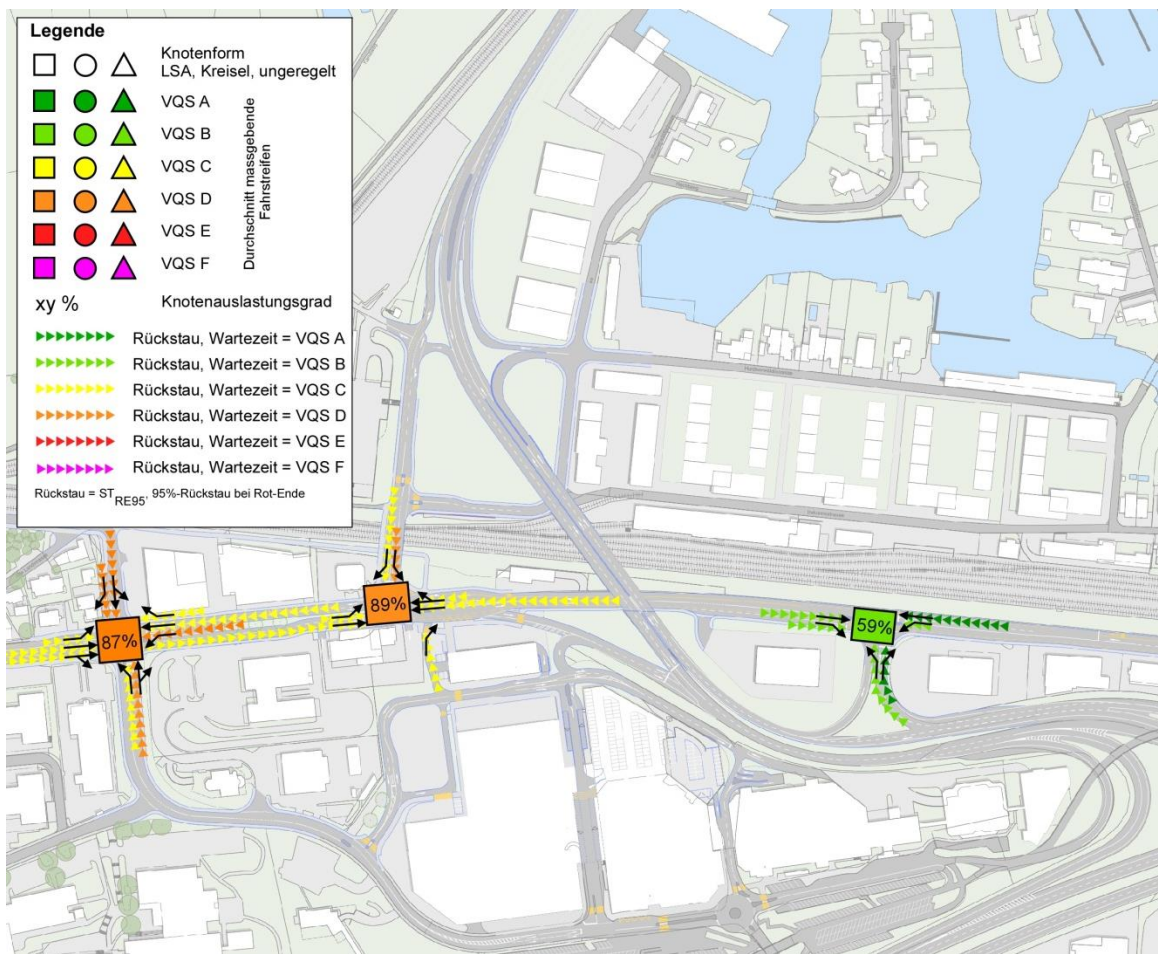 Legende
Knotenform
LSA, Kreisel, ungeregelt
VQS A
VQS B
VQS C
VQS D
VQS E
VQS F
Durchschnitt massgebende
Fahrstreifen
xy %
Knotenauslastungsgrad
Rückstau, Wartezeit = VQS A
Rückstau, Wartezeit = VQS B
Rückstau, Wartezeit = VQS C
Rückstau, Wartezeit = VQS D
Rückstau, Wartezeit = VQS E
Rückstau, Wartezeit = VQS F
Rückstau = ST RE95, 95%-Rückstau bei Rot-Ende
87%
89%
59%